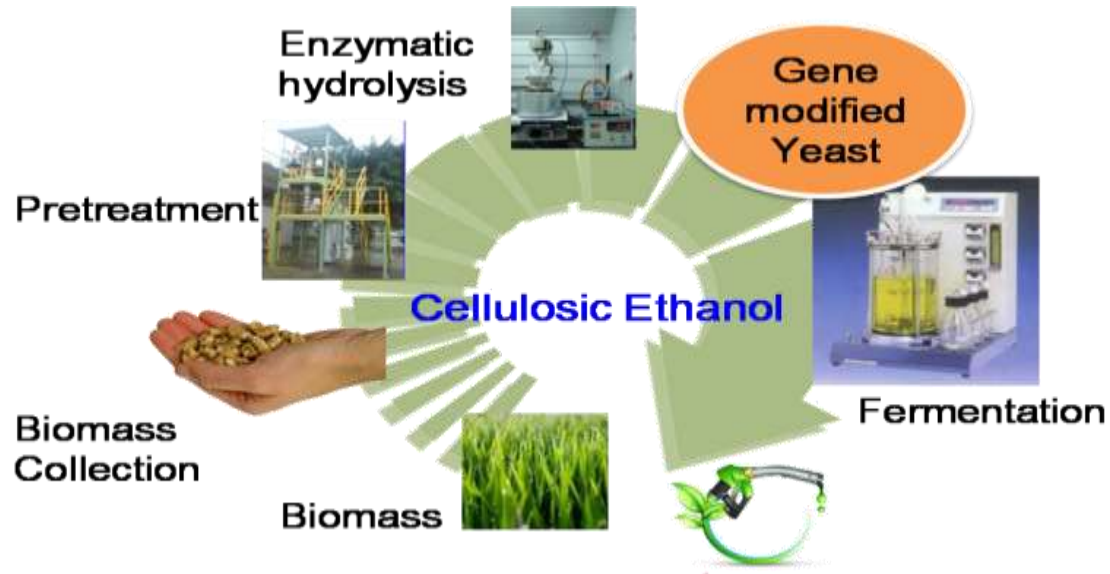 Enzymatic
hydrolysis
Gene
modified
Yeast
Pretreatment
Cellulosic Ethanol
Fermentation
Biomass
Collection
Biomass